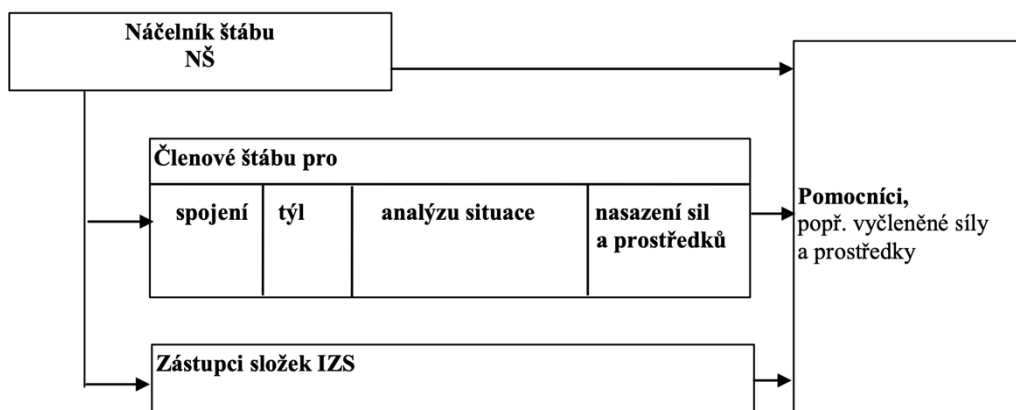 Náčelník štábu
NŠ
Členové štábu pro
spojení
týl
analýzu situace
nasazení sil
a prostředků
Pomocníci,
popř. vyčleněné síly
a prostředky
Zástupci složek IZS